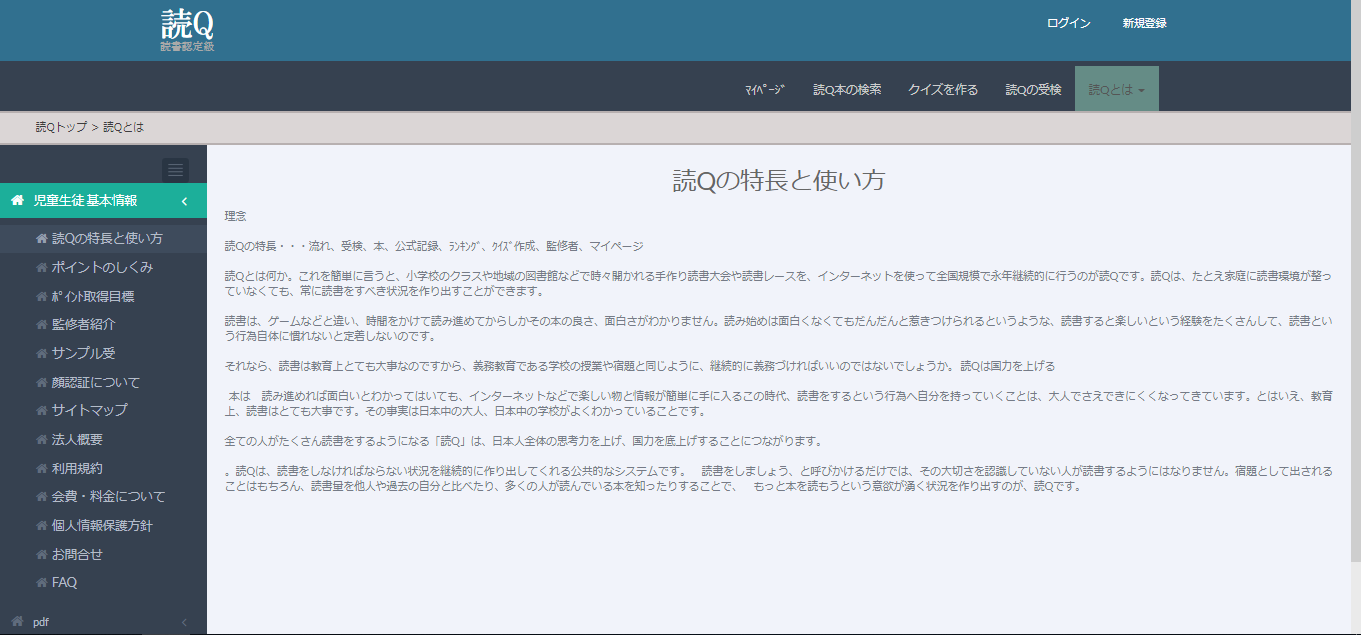 読Q
読書認定級
ログイン 新規登録
ﾏｲﾍﾟｰｼﾞ 読Q本の検索 クイズを作る 読Qの受検 読Qとは
読Qトップ > 読Qとは
児童生徒 基本情報
読Qの特長と使い方
ポイントのしくみ
ﾎﾟｲﾝﾄ取得目標
監修者紹介
サンプル受
顔認証について
サイトマップ
法人概要
利用規約
会費・料金について
個人情報保護方針
お問合せ
FAQ
pdf
読Qの特長と使い方
理念
読Qの特長・・・流れ、受検、本、公式記録、ﾗﾝｷﾝｸﾞ、ｸｲｽﾞ作成、監修者、マイページ
読Qとは何か。これを簡単に言うと、小学校のクラスや地域の図書館などで時々開かれる手作り読書大会や読書レースを、インターネットを使って全国規模で永年継続的に行うのが読Qです。読Qは、たとえ家庭に読書環境が整っ
ていなくても、常に読書をすべき状況を作り出すことができます。
読書は、ゲームなどと違い、時間をかけて読み進めてからしかその本の良さ、面白さがわかりません。読み始めは面白くなくてもだんだんと惹きつけられるというような、読書すると楽しいという経験をたくさんして、読書とい
う行為自体に慣れないと定着しないのです。
それなら、読書は教育上とても大事なのですから、義務教育である学校の授業や宿題と同じように、継続的に義務づければいいのではないでしょうか。読Qは国力を上げる
本は　読み進めれば面白いとわかってはいても、インターネットなどで楽しい物と情報が簡単に手に入るこの時代、読書をするという行為へ自分を持っていくことは、大人でさえできにくくなってきています。とはいえ、教育
上、読書はとても大事です。その事実は日本中の大人、日本中の学校がよくわかっていることです。
全ての人がたくさん読書をするようになる「読Q」は、日本人全体の思考力を上げ、国力を底上げすることにつながります。
。読Qは、読書をしなければならない状況を継続的に作り出してくれる公共的なシステムです。　読書をしましょう、と呼びかけるだけでは、その大切さを認識していない人が読書するようにはなりません。宿題として出される
ことはもちろん、読書量を他人や過去の自分と比べたり、多くの人が読んでいる本を知ったりすることで、　もっと本を読もうという意欲が湧く状況を作り出すのが、読Qです。